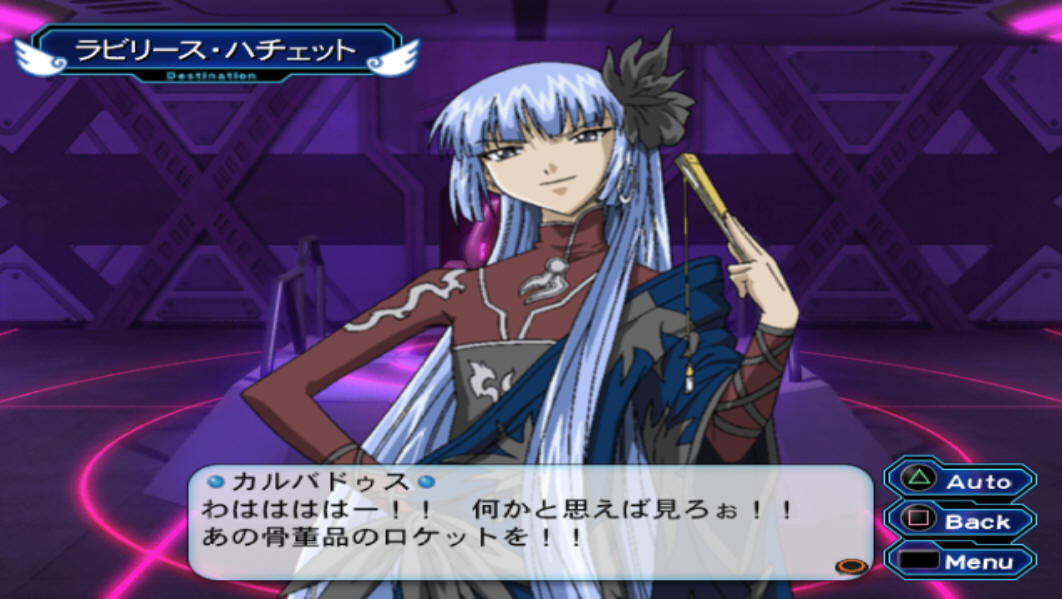 ラビリース・ハチェット
Destination
カルバドゥス
わははははー！！　何かと思えば見ろぉ！！
あの骨董品のロケットを！！
Auto
Back
Menu